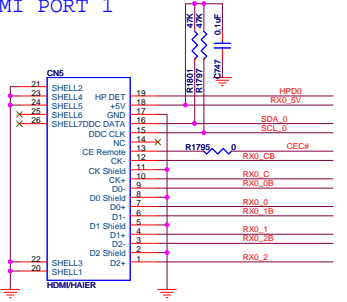 MI PORT 1
47K
47K
0.1uF
R1801
R1797
C747
CN5
21 SHELL2
23 SHELL4 HP DET 19 HPD0
24 SHELL5 +5V 18 RX0_5V
25 SHELL6 GND 17
26 SHELL7 DDC DATA 16 SDA_0
DDC CLK 15 SCL_0
NC 14
CE Remote 13 R1795 0 CEC#
CK- 12 RX0_CB
CK Shield 11
CK+ 10 RX0_C
D0- 9 RX0_0B
D0 Shield 8
D0+ 7 RX0_0
D1- 6 RX0_1B
D1 Shield 5
D1+ 4 RX0_1
D2- 3 RX0_2B
22 SHELL3 D2 Shield 2
20 SHELL1 D2+ 1 RX0_2
HDMI/HAIER